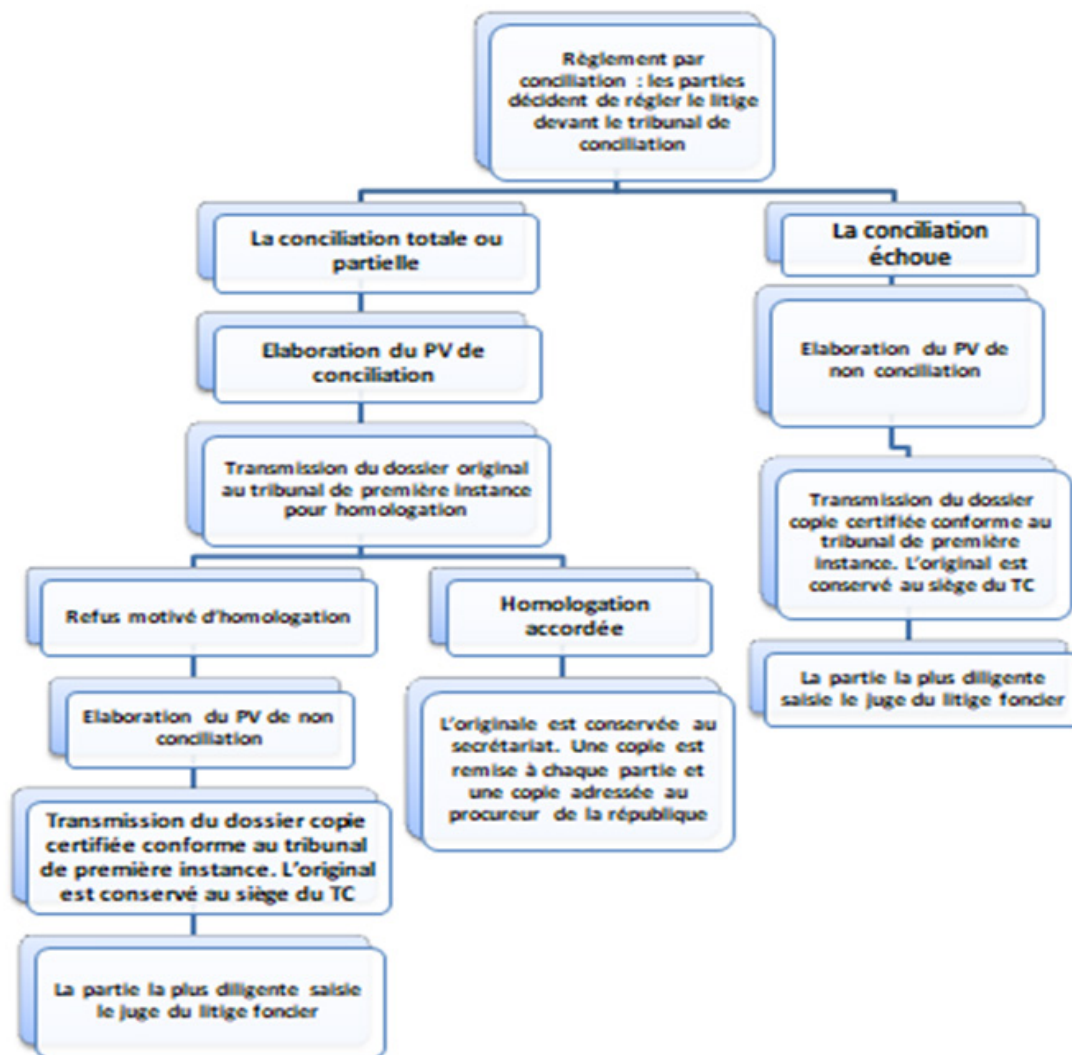 Règlement par
conciliation : les parties
décident de régler le litige
devant le tribunal de
conciliation
La conciliation totale ou
partielle
La conciliation
échoue
Elaboration du PV de
conciliation
Elaboration du PV de
non conciliation
Transmission du dossier original
au tribunal de première instance
pour homologation
Transmission du dossier
copie certifiée conforme au
tribunal de première
instance. L'original est
conservé au siège du TC
Refus motivé d'homologation
Homologation
accordée
La partie la plus diligente
saisie le juge du litige foncier
Elaboration du PV de non
conciliation
L'originale est conservée au
secrétariat. Une copie est
remise à chaque partie et
une copie adressée au
procureur de la république
Transmission du dossier copie
certifiée conforme au tribunal
de première instance. L'original
est conservé au siège du TC
La partie la plus diligente saisie
le juge du litige foncier